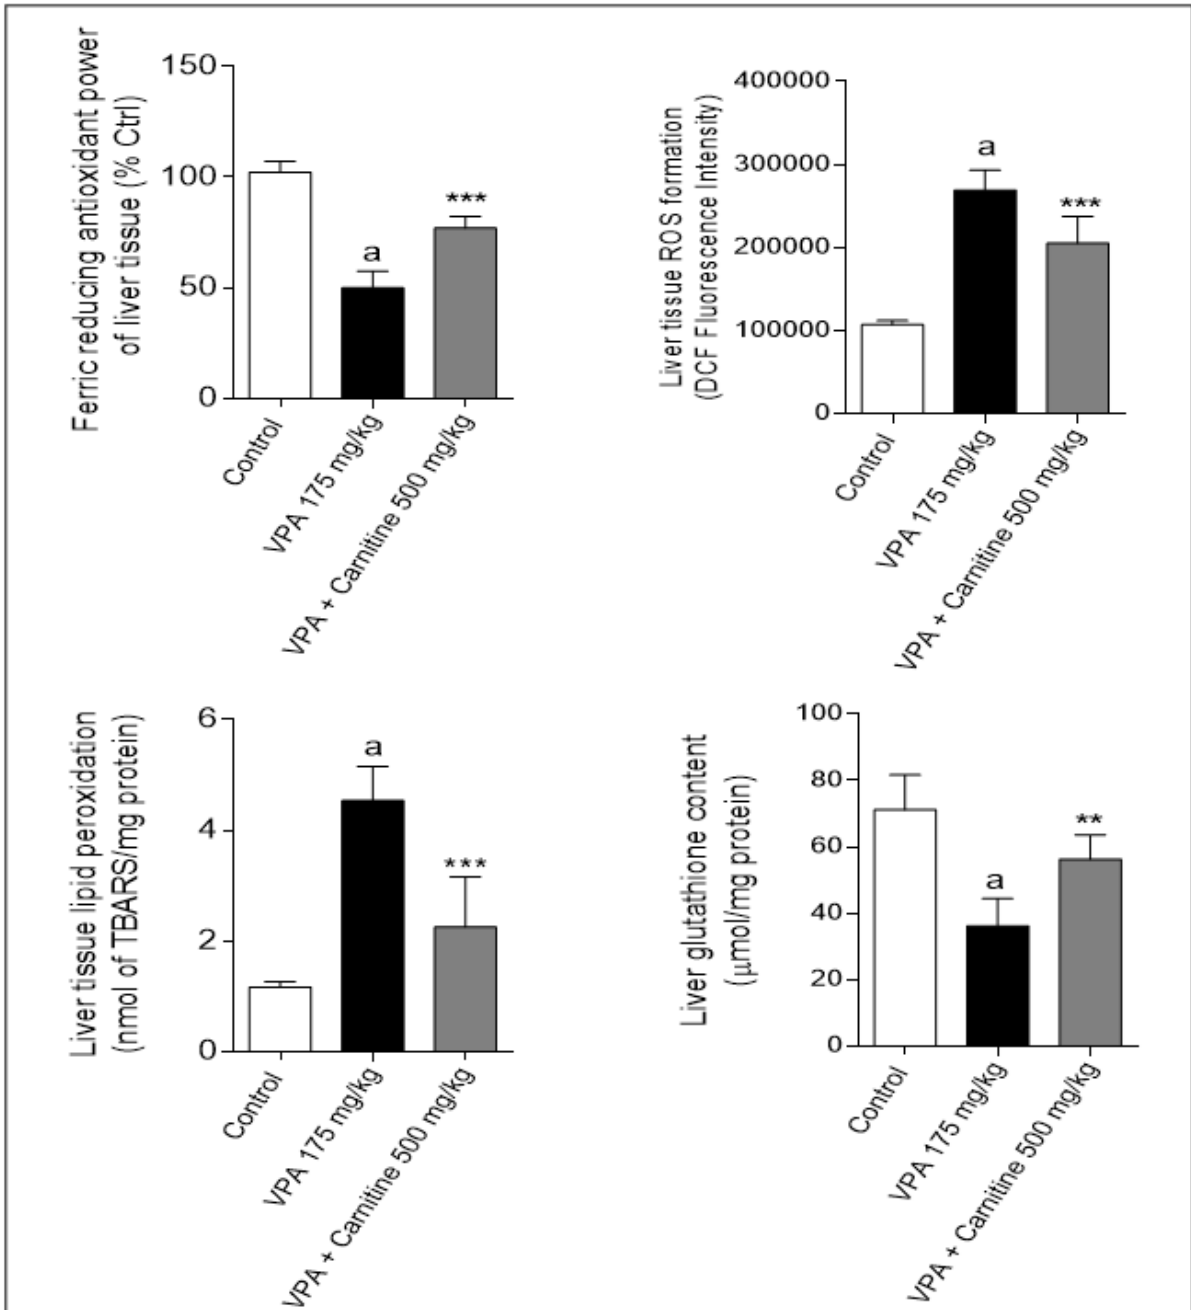 Ferric reducing antioxidant power
of liver tissue (% Ctrl)
150
100
50
0
a
***
Control
VPA 175 mg/kg
VPA + Carnitine 500 mg/kg
Liver tissue ROS formation
(DCF Fluorescence Intensity)
400000
300000
200000
100000
0
a
***
Control
VPA 175 mg/kg
VPA + Carnitine 500 mg/kg
Liver tissue lipid peroxidation
(nmol of TBARS/mg protein)
6
4
2
0
a
***
Control
VPA 175 mg/kg
VPA + Carnitine 500 mg/kg
Liver glutathione content
(μmol/mg protein)
100
80
60
40
20
0
a
**
Control
VPA 175 mg/kg
VPA + Carnitine 500 mg/kg